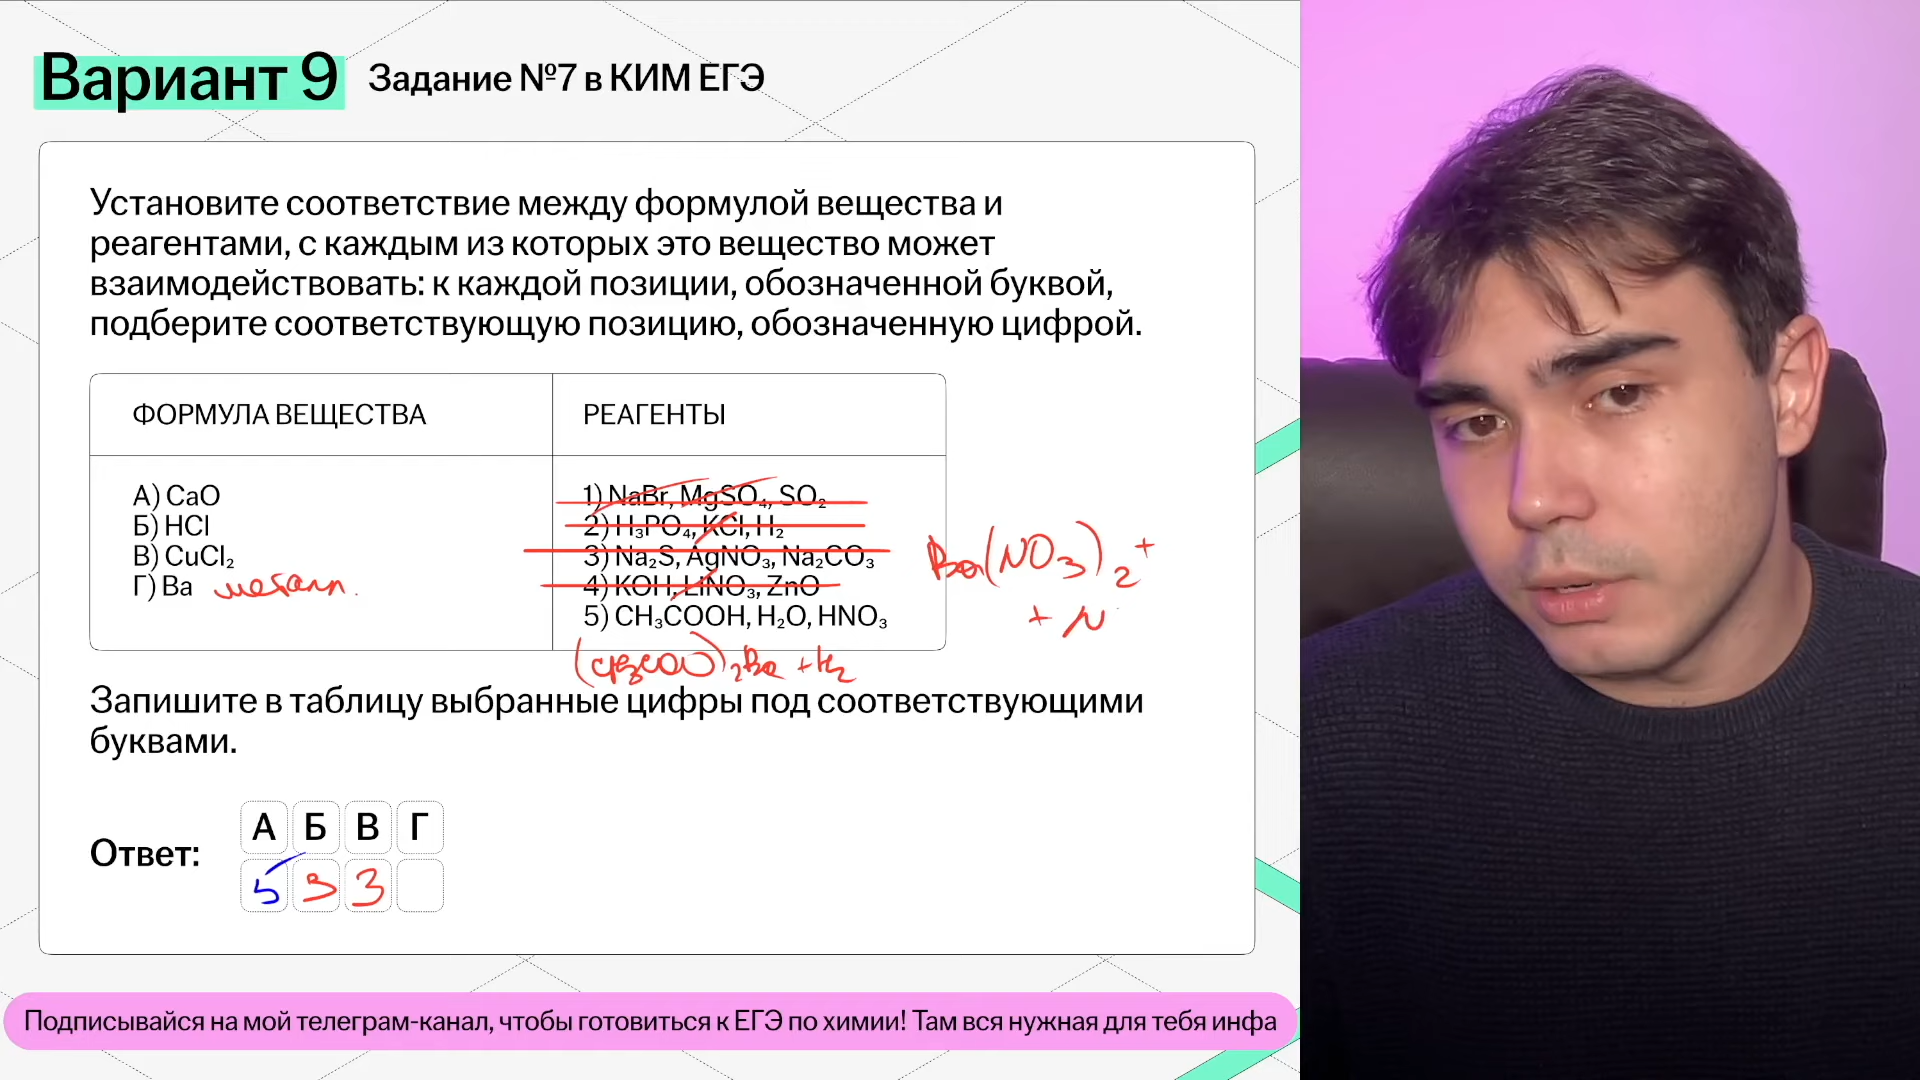 Вариант 9 Задание №7 в КИМ ЕГЭ
Установите соответствие между формулой вещества и
реагентами, с каждым из которых это вещество может
взаимодействовать: к каждой позиции, обозначенной буквой,
подберите соответствующую позицию, обозначенную цифрой.
ФОРМУЛА ВЕЩЕСТВА
РЕАГЕНТЫ
А) CaO
Б) HCl
В) CuCl₂
Г) Ba металл.
1) NaBr, MgSO₄, SO₂
2) H₃PO₄, KCl, H₂
3) Na₂S, AgNO₃, Na₂CO₃
4) KOH, LiNO₃, ZnO
5) CH₃COOH, H₂O, HNO₃
(CH₃COO)₂Ba + H₂
Ba(NO₃)₂ +
+ N
Запишите в таблицу выбранные цифры под соответствующими
буквами.
Ответ:
А Б В Г
5 3 3
Подписывайся на мой телеграм-канал, чтобы готовиться к ЕГЭ по химии! Там вся нужная для тебя инфа